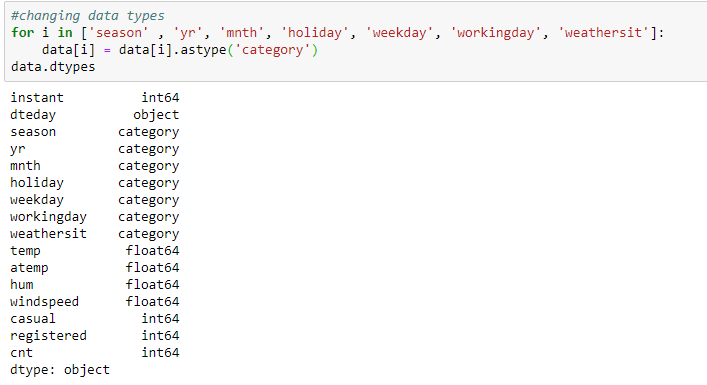 #changing data types
for i in ['season' , 'yr', 'mnth', 'holiday', 'weekday', 'workingday', 'weathersit']:
    data[i] = data[i].astype('category')
data.dtypes
instant int64
dteday object
season category
yr category
mnth category
holiday category
weekday category
workingday category
weathersit category
temp float64
atemp float64
hum float64
windspeed float64
casual int64
registered int64
cnt int64
dtype: object